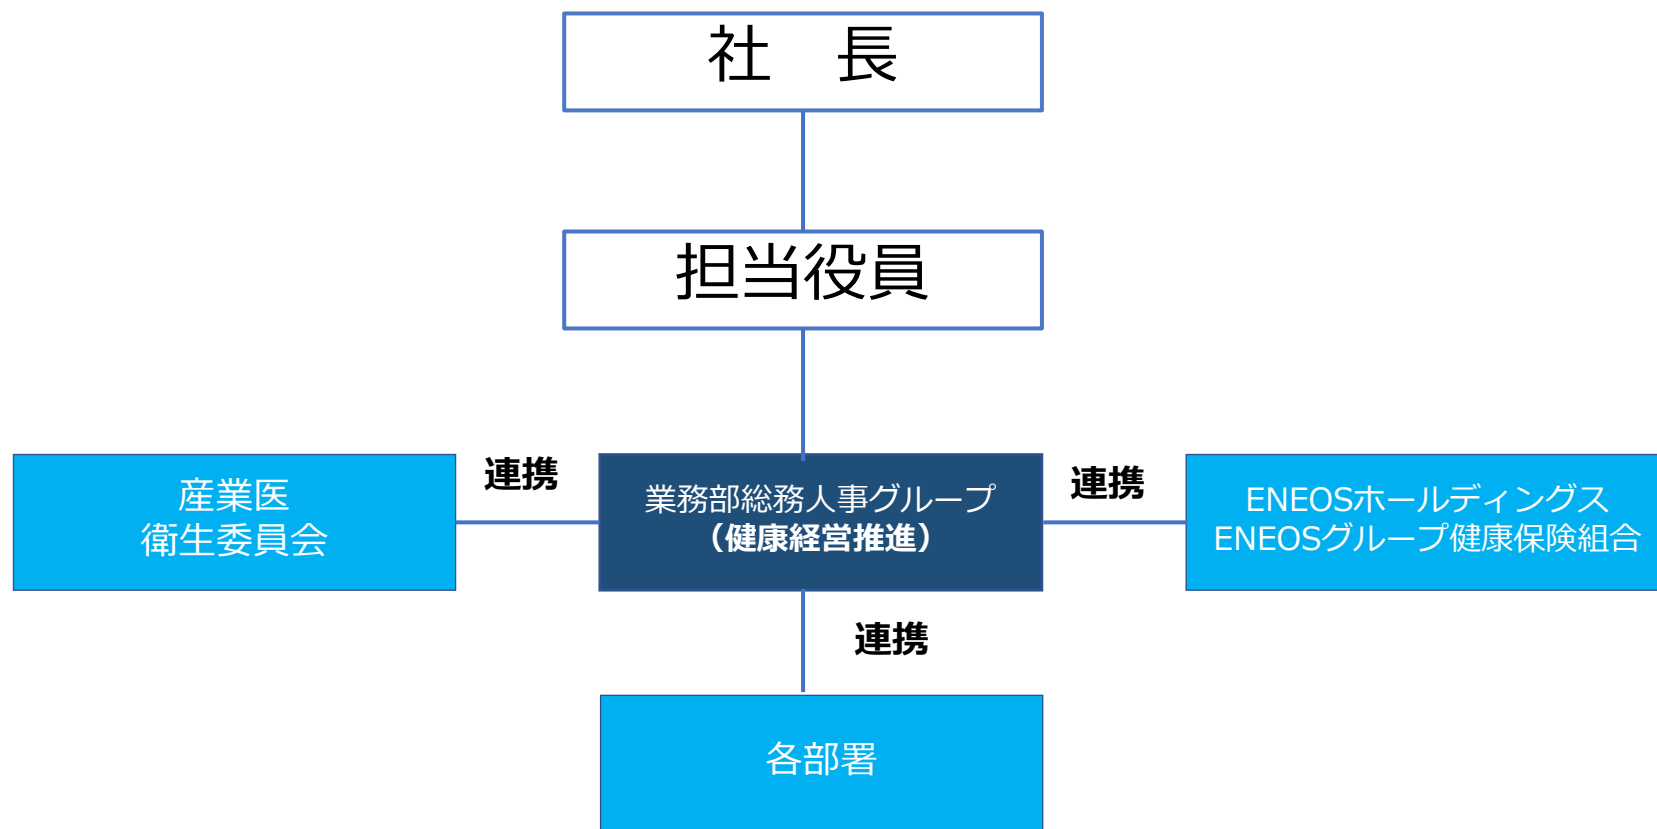 社　長
担当役員
連携
連携
産業医
衛生委員会
業務部総務人事グループ
（健康経営推進）
ENEOSホールディングス
ENEOSグループ健康保険組合
連携
各部署